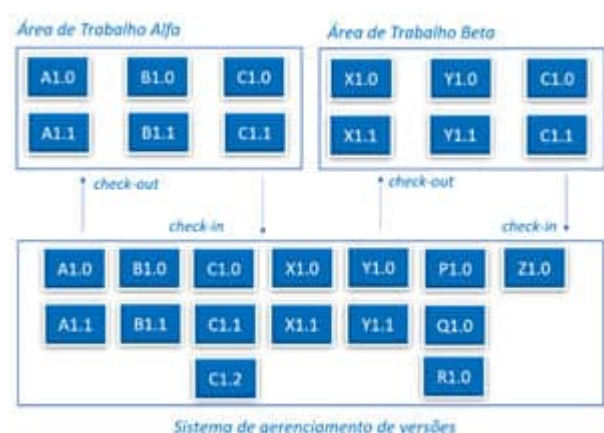 Área de Trabalho Alfa
Área de Trabalho Beta
A1.0 B1.0 C1.0
X1.0 Y1.0 C1.0
A1.1 B1.1 C1.1
X1.1 Y1.1 C1.1
check-out
check-out
check-in
check-in
A1.0 B1.0 C1.0 X1.0 Y1.0 P1.0 Z1.0
A1.1 B1.1 C1.1 X1.1 Y1.1 Q1.0
C1.2 R1.0
Sistema de gerenciamento de versões